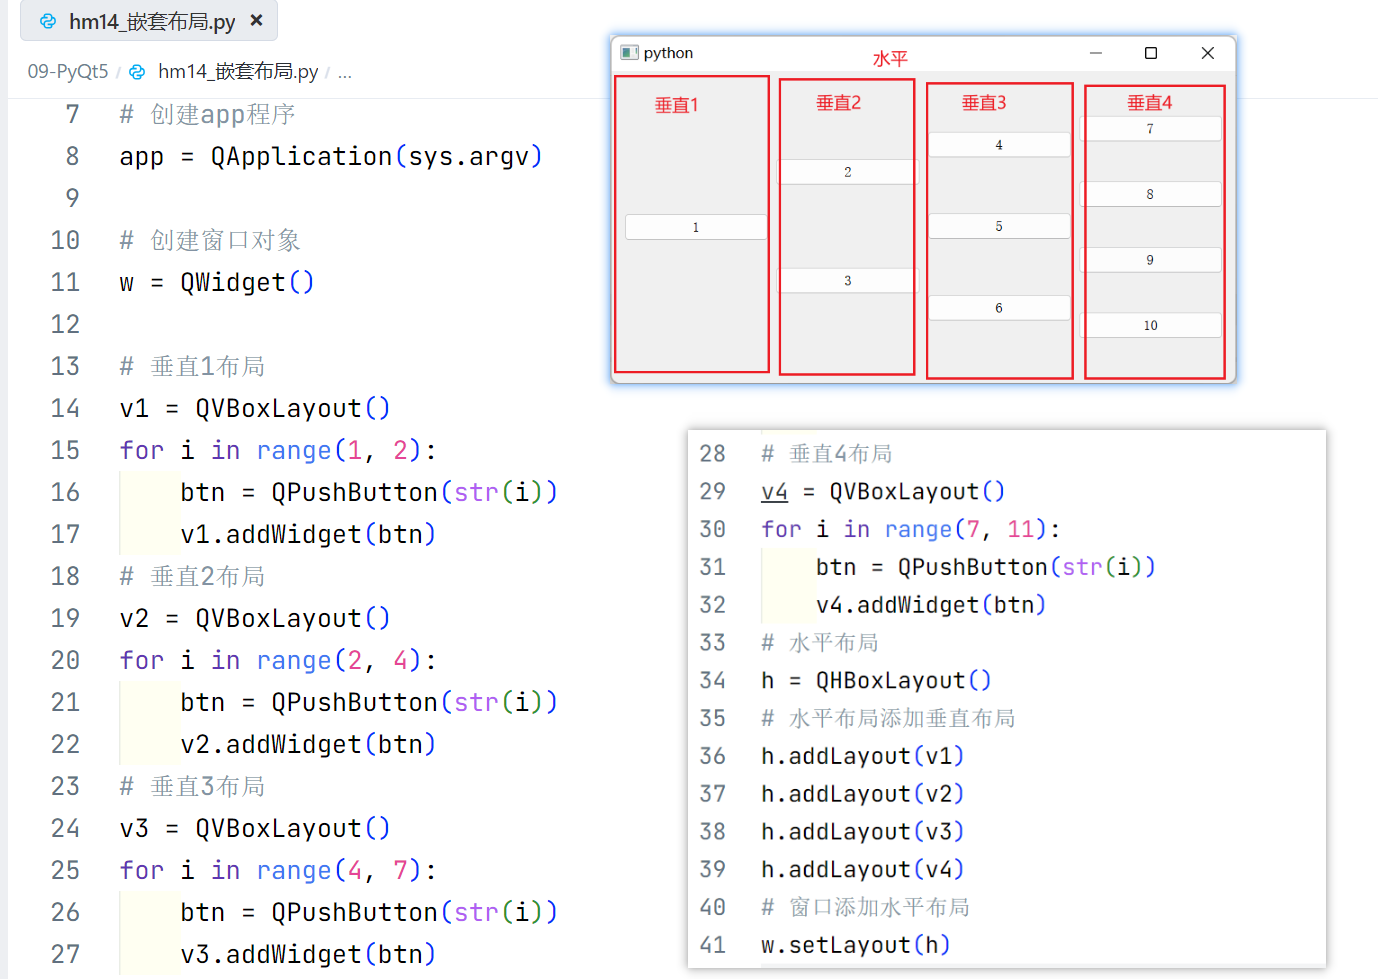 hm14_嵌套布局.py ×
09-PyQt5 / hm14_嵌套布局.py / ...
7 # 创建app程序
8 app = QApplication(sys.argv)
9
10 # 创建窗口对象
11 w = QWidget()
12
13 # 垂直1布局
14 v1 = QVBoxLayout()
15 for i in range(1, 2):
16     btn = QPushButton(str(i))
17     v1.addWidget(btn)
18 # 垂直2布局
19 v2 = QVBoxLayout()
20 for i in range(2, 4):
21     btn = QPushButton(str(i))
22     v2.addWidget(btn)
23 # 垂直3布局
24 v3 = QVBoxLayout()
25 for i in range(4, 7):
26     btn = QPushButton(str(i))
27     v3.addWidget(btn)
python
水平
垂直1
1
垂直2
2
3
垂直3
4
5
6
垂直4
7
8
9
10
28 # 垂直4布局
29 v4 = QVBoxLayout()
30 for i in range(7, 11):
31     btn = QPushButton(str(i))
32     v4.addWidget(btn)
33 # 水平布局
34 h = QHBoxLayout()
35 # 水平布局添加垂直布局
36 h.addLayout(v1)
37 h.addLayout(v2)
38 h.addLayout(v3)
39 h.addLayout(v4)
40 # 窗口添加水平布局
41 w.setLayout(h)